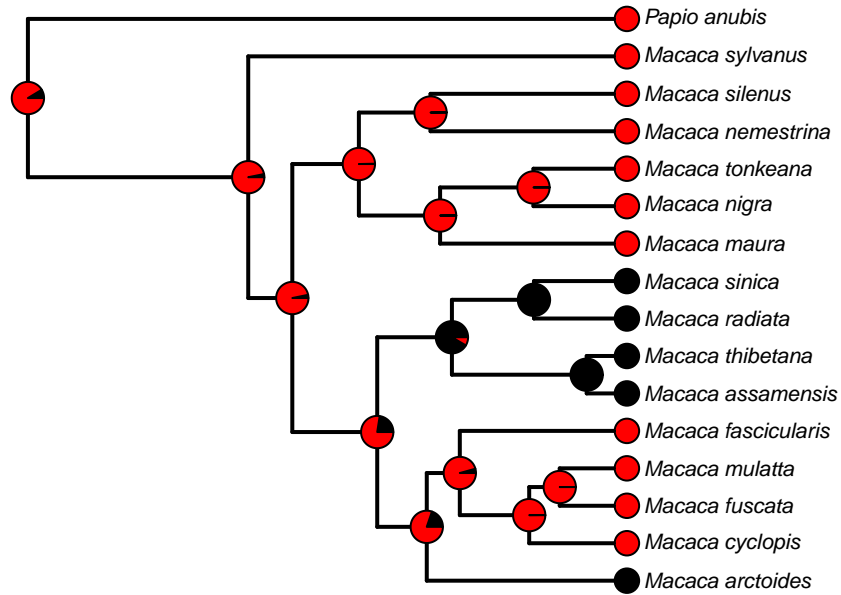 Papio anubis
Macaca sylvanus
Macaca silenus
Macaca nemestrina
Macaca tonkeana
Macaca nigra
Macaca maura
Macaca sinica
Macaca radiata
Macaca thibetana
Macaca assamensis
Macaca fascicularis
Macaca mulatta
Macaca fuscata
Macaca cyclopis
Macaca arctoides